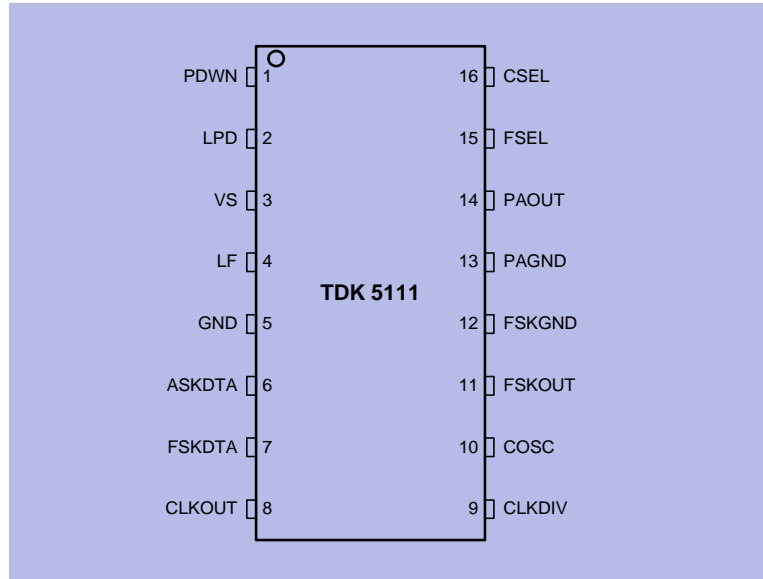 PDWN 1 16 CSEL
LPD 2 15 FSEL
VS 3 14 PAOUT
LF 4 13 PAGND
TDK 5111
GND 5 12 FSKGND
ASKDTA 6 11 FSKOUT
FSKDTA 7 10 COSC
CLKOUT 8 9 CLKDIV